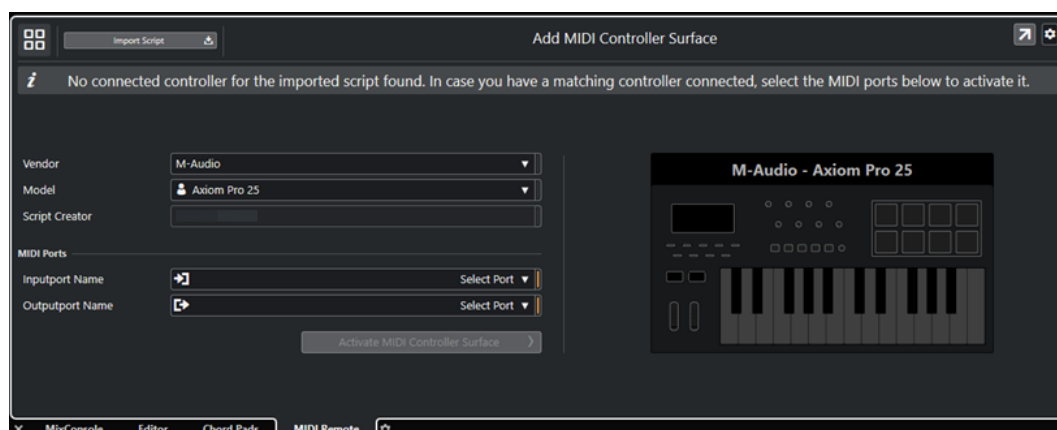 Import Script
Add MIDI Controller Surface
i No connected controller for the imported script found. In case you have a matching controller connected, select the MIDI ports below to activate it.
Vendor M-Audio
Model Axiom Pro 25
Script Creator
MIDI Ports
Inputport Name Select Port
Outputport Name Select Port
Activate MIDI Controller Surface
M-Audio - Axiom Pro 25
MixConsole Editor Chord Pads MIDI Remote